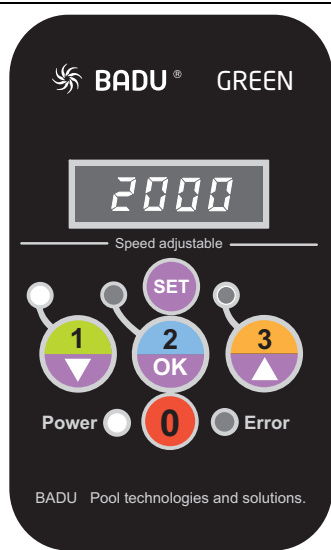 BADU® GREEN
2000
Speed adjustable
SET
1 2 3
OK
Power 0 Error
BADU Pool technologies and solutions.